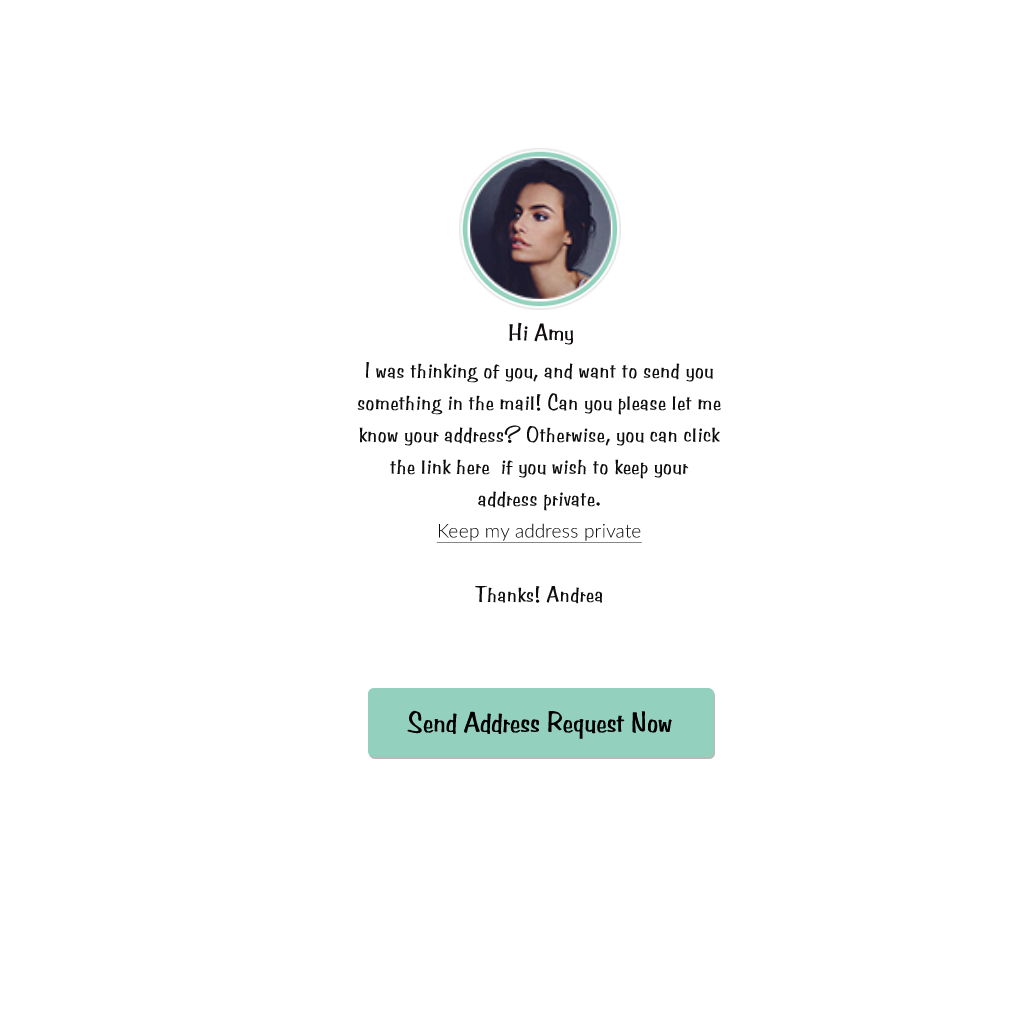 Hi Amy
I was thinking of you, and want to send you
something in the mail! Can you please let me
know your address? Otherwise, you can click
the link here  if you wish to keep your
address private.
Keep my address private
Thanks! Andrea
Send Address Request Now